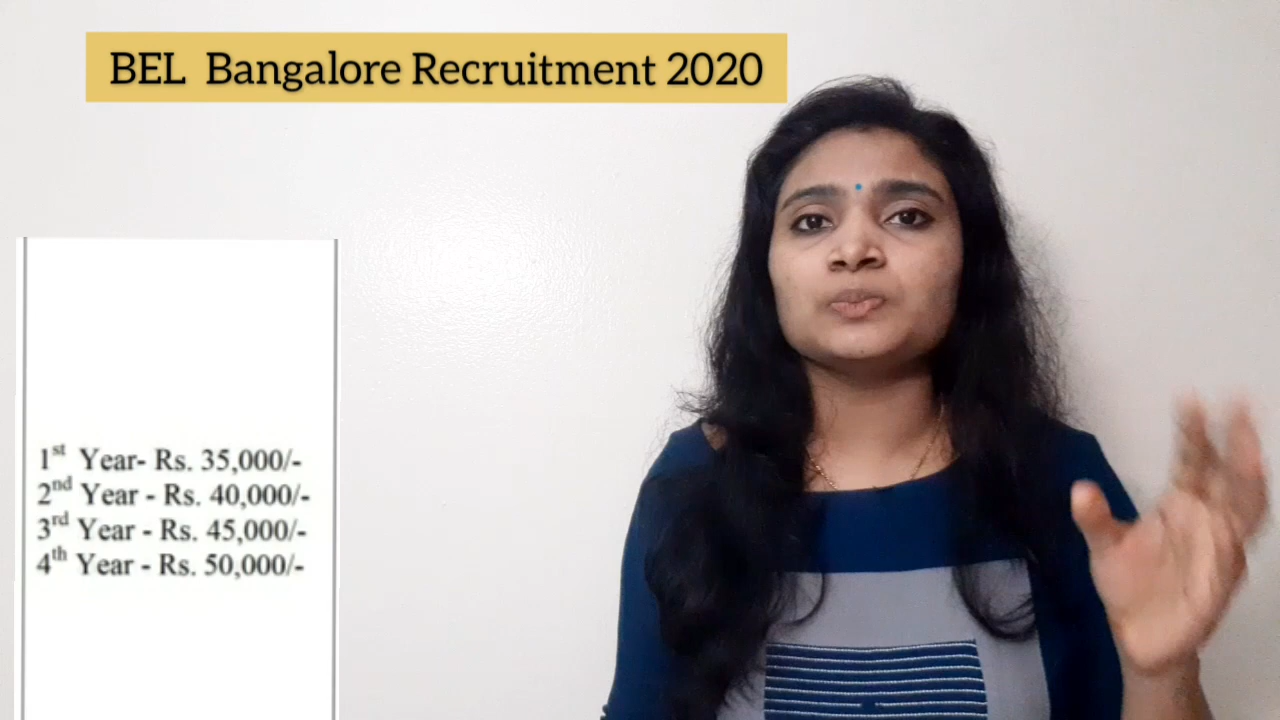 BEL Bangalore Recruitment 2020
1st Year- Rs. 35,000/-
2nd Year - Rs. 40,000/-
3rd Year - Rs. 45,000/-
4th Year - Rs. 50,000/-